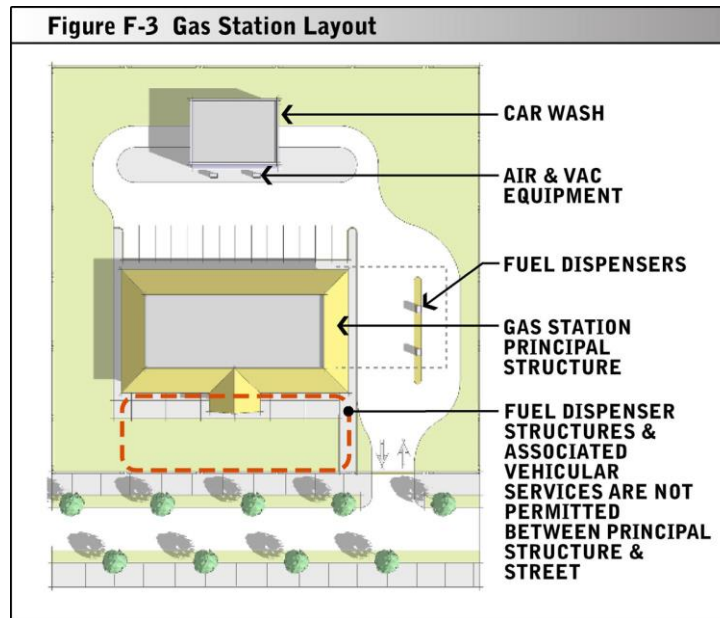 Figure F-3 Gas Station Layout
CAR WASH
AIR & VAC
EQUIPMENT
FUEL DISPENSERS
GAS STATION
PRINCIPAL
STRUCTURE
FUEL DISPENSER
STRUCTURES &
ASSOCIATED
VEHICULAR
SERVICES ARE NOT
PERMITTED
BETWEEN PRINCIPAL
STRUCTURE &
STREET